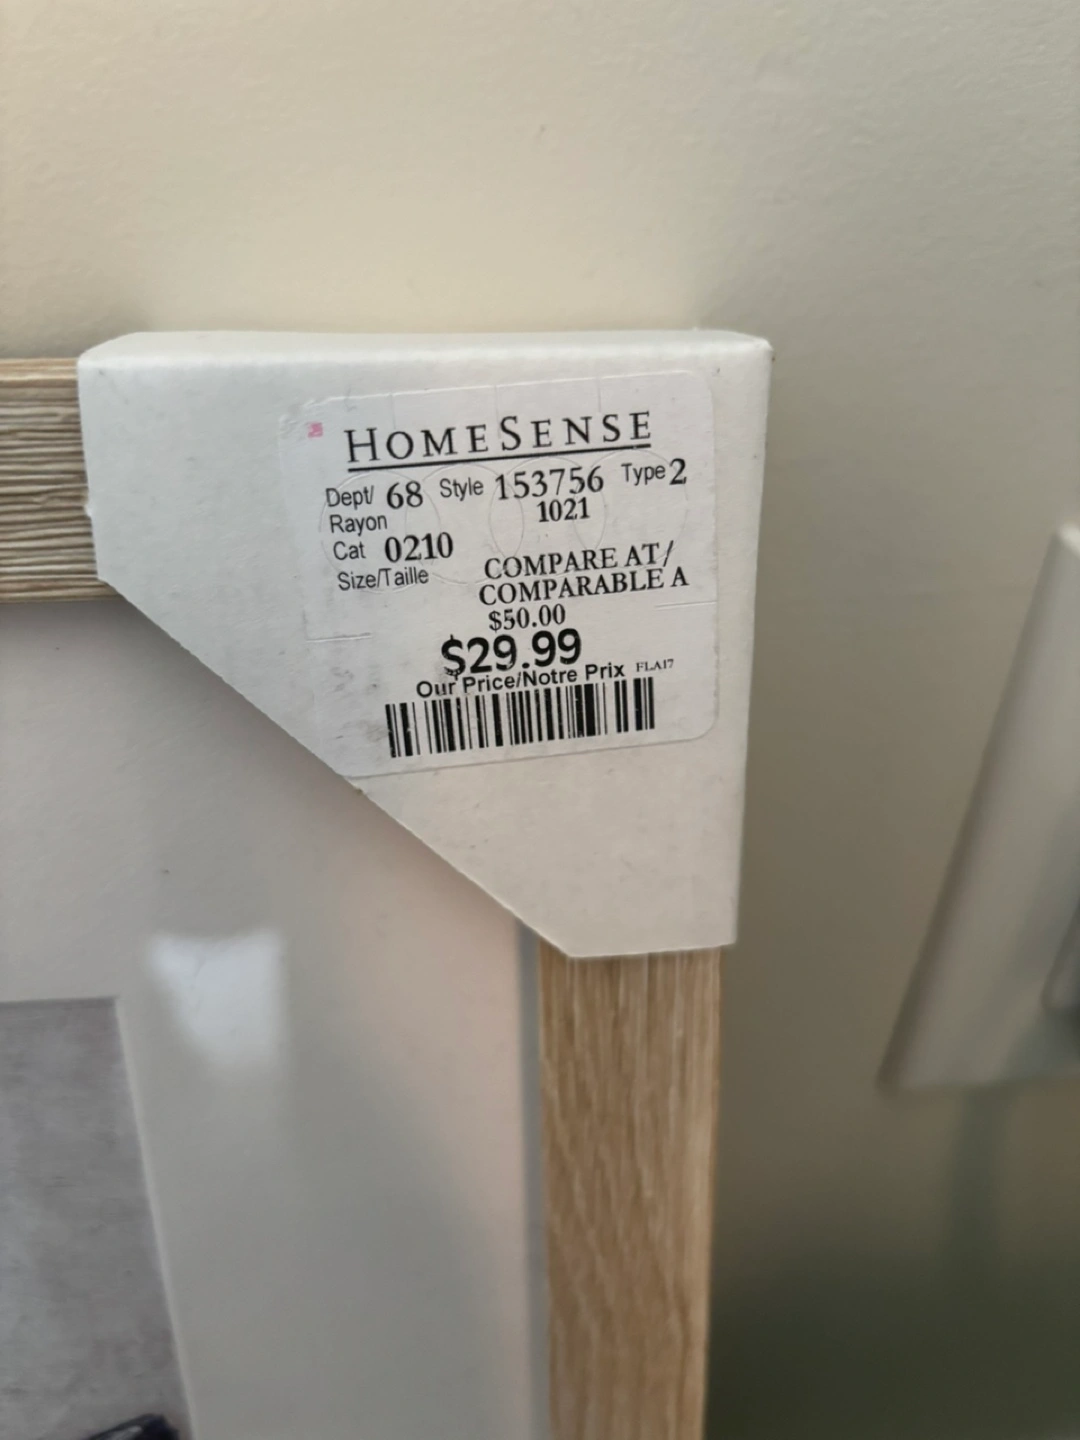 HOMESENSE
Dept/ 68 Style 153756 Type 2
Rayon 1021
Cat 0210
Size/Taille
COMPARE AT/
COMPARABLE A
$50.00
$29.99
Our Price/Notre Prix FLA17